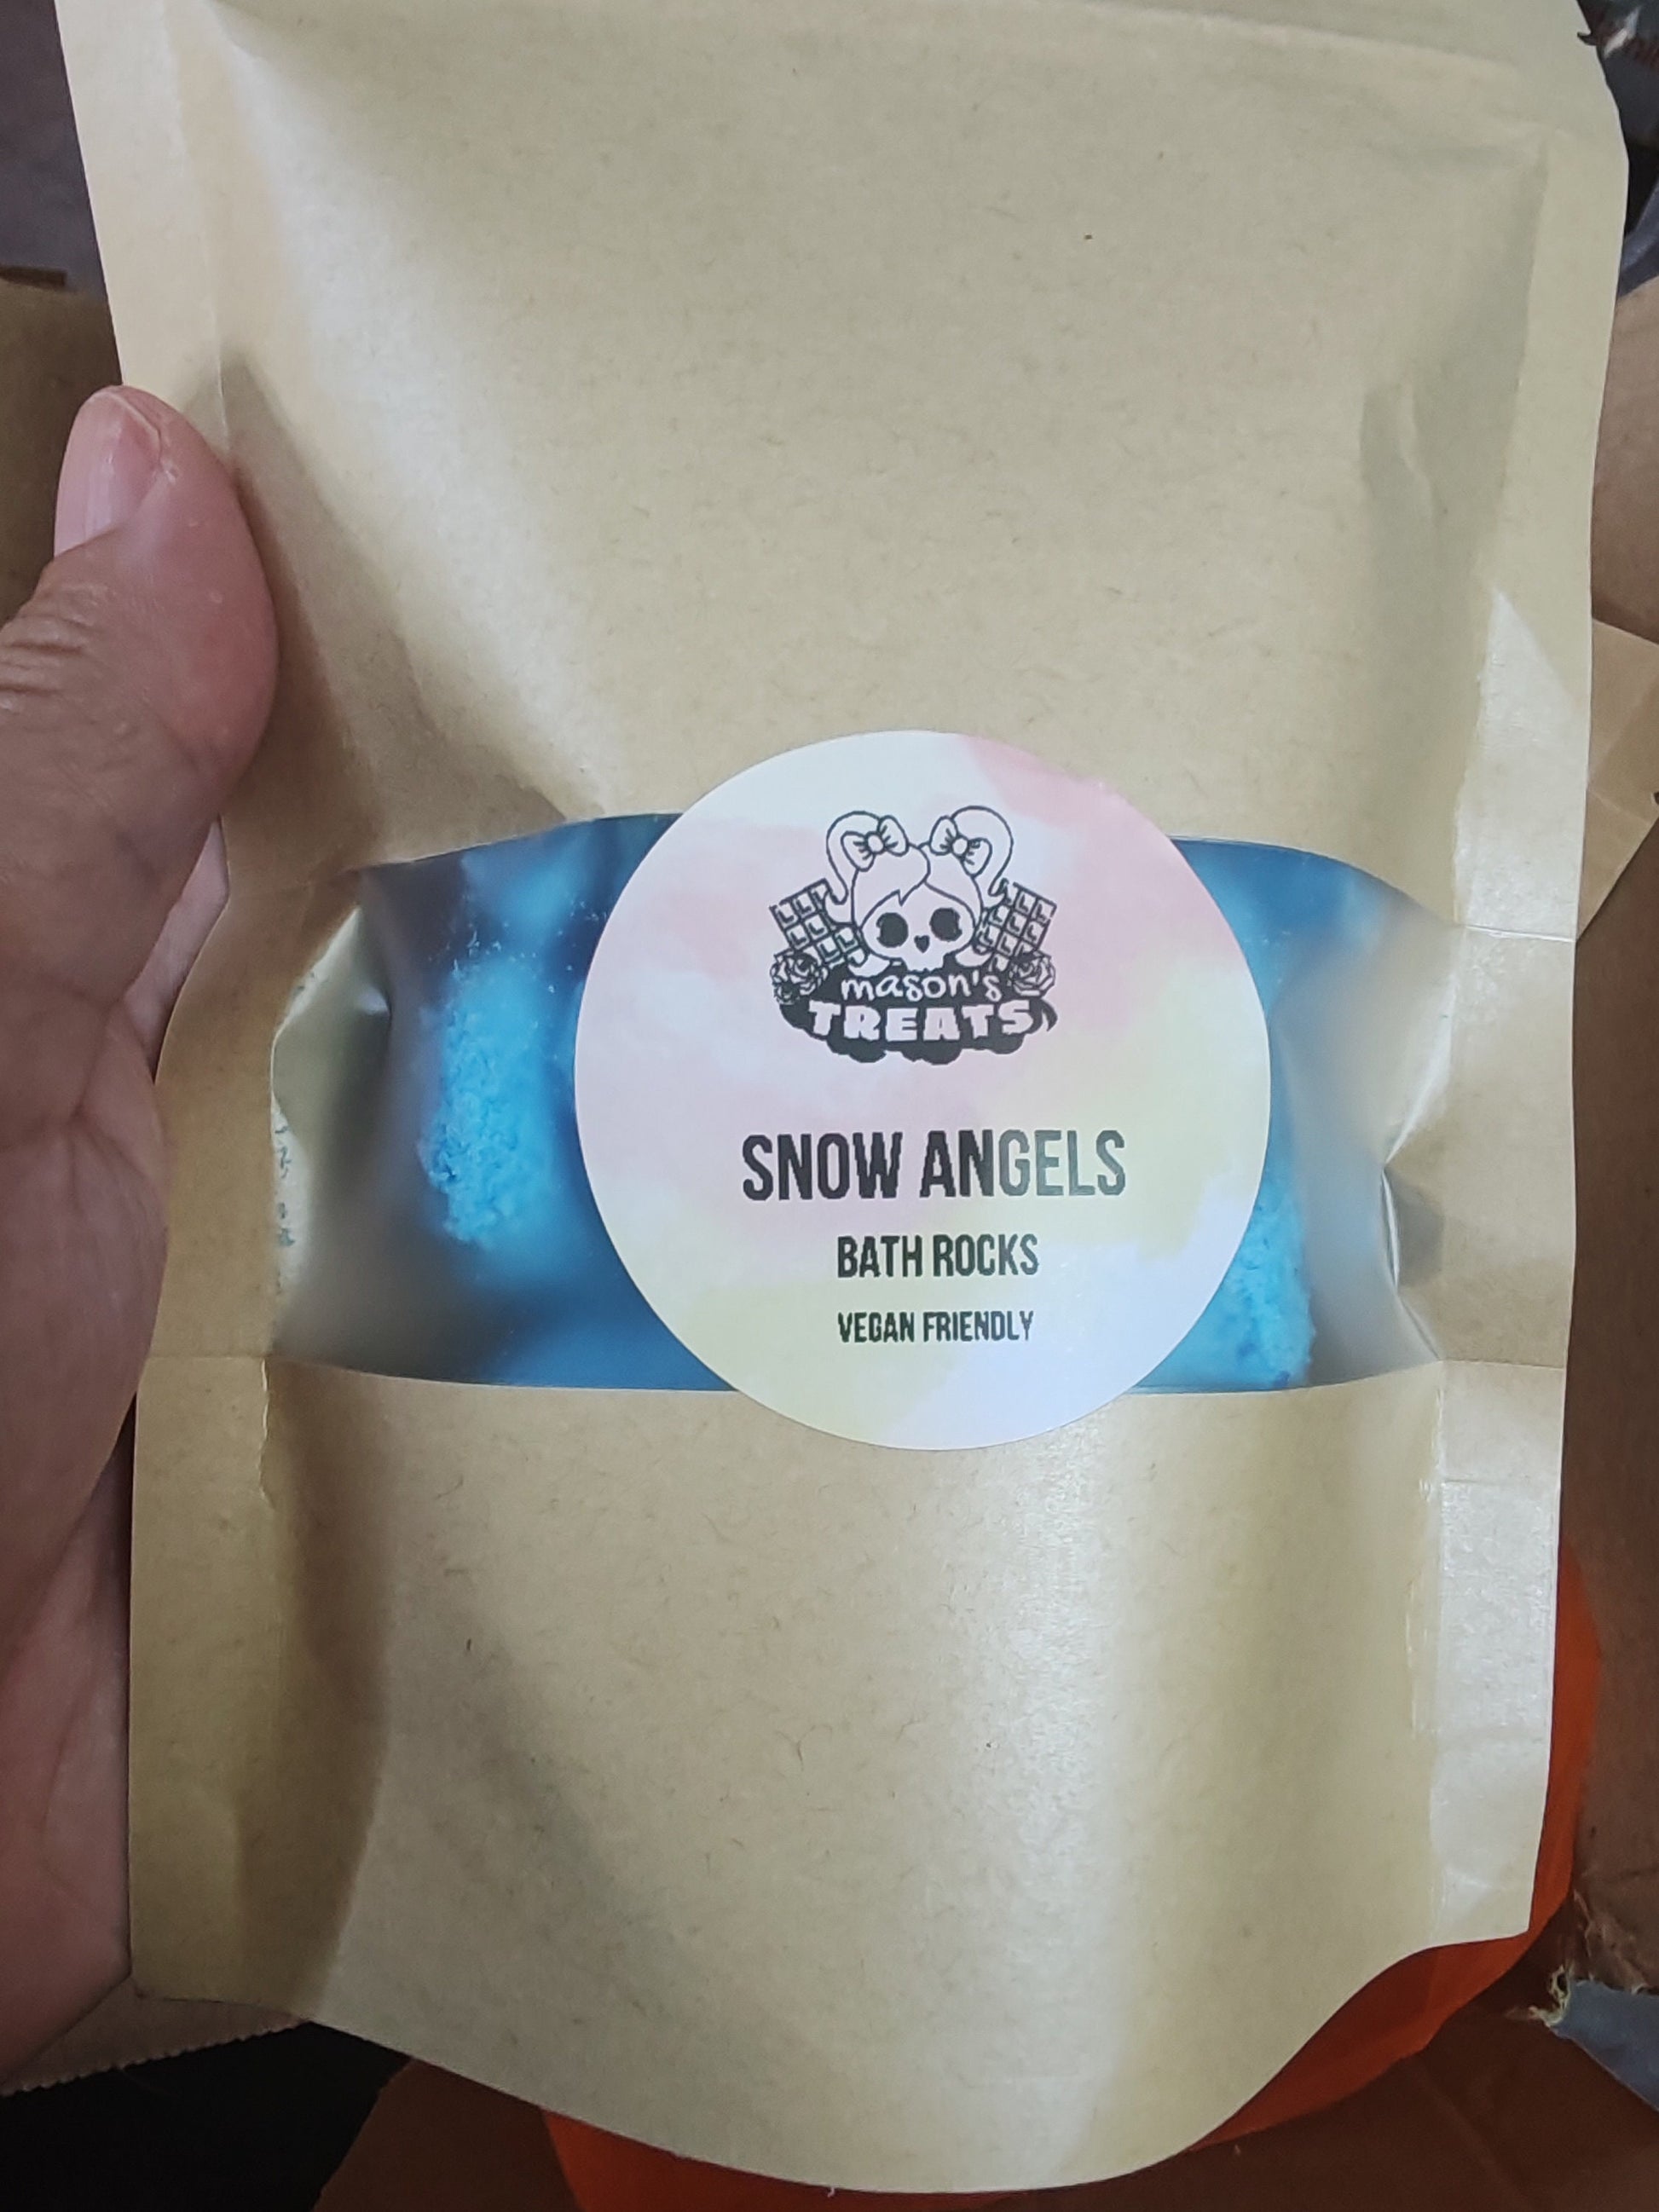 mason's
TREATS
SNOW ANGELS
BATH ROCKS
VEGAN FRIENDLY